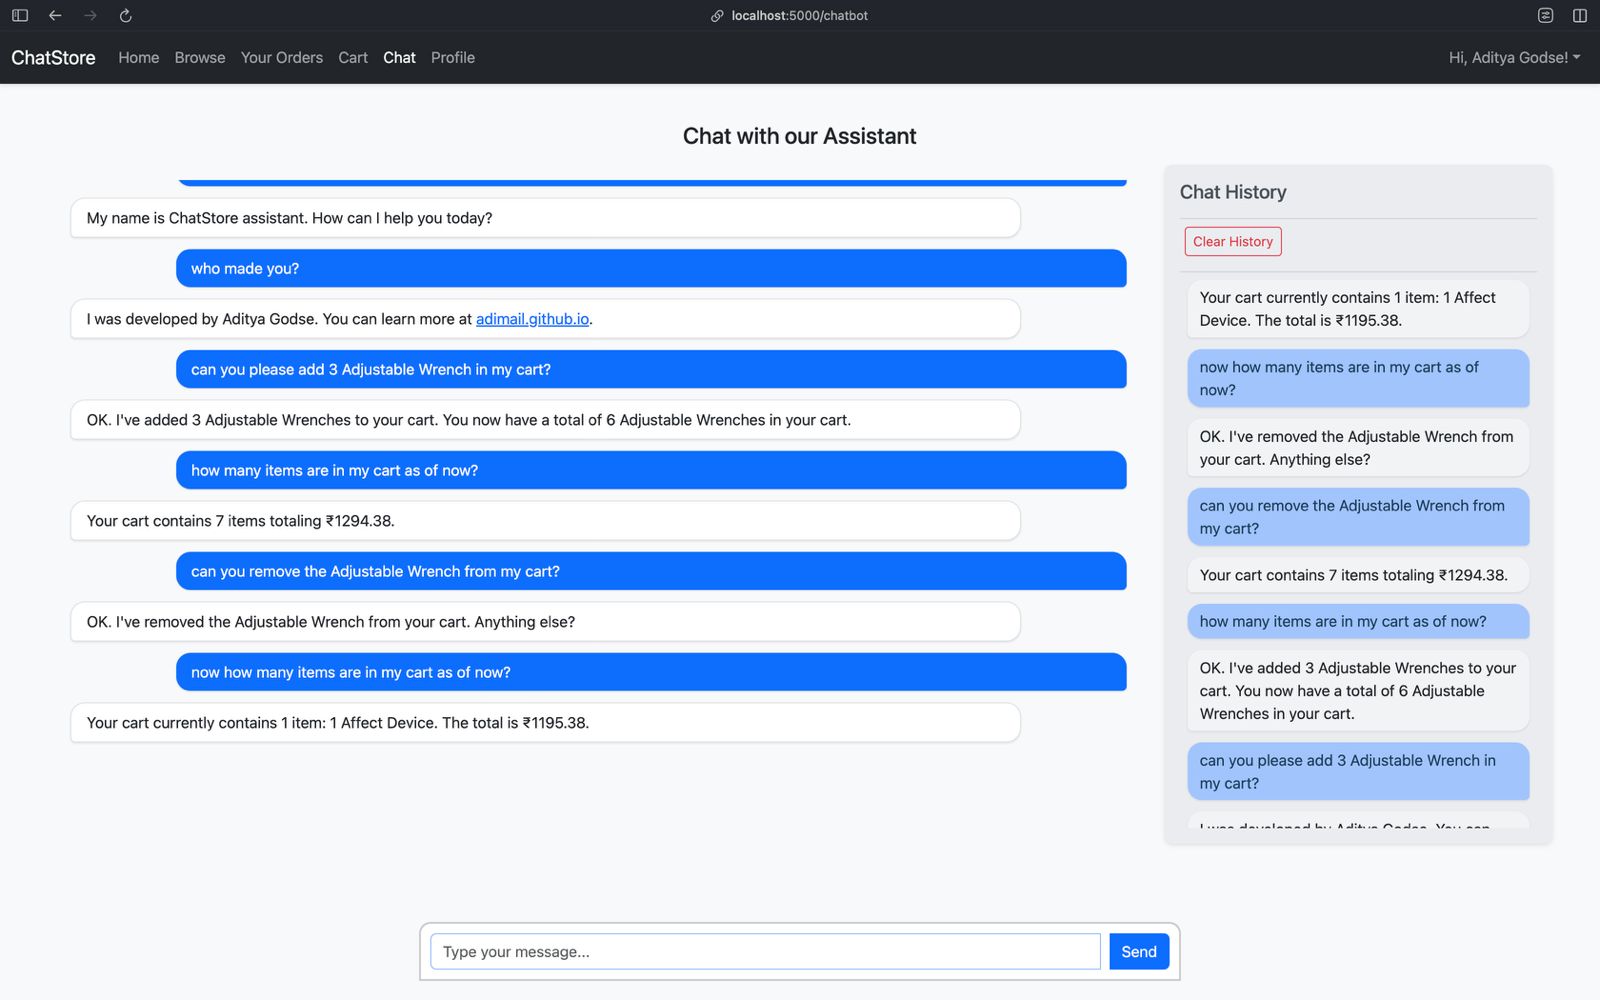 localhost:5000/chatbot
ChatStore Home Browse Your Orders Cart Chat Profile Hi, Aditya Godse!
Chat with our Assistant
My name is ChatStore assistant. How can I help you today?
who made you?
I was developed by Aditya Godse. You can learn more at adimail.github.io.
can you please add 3 Adjustable Wrench in my cart?
OK. I've added 3 Adjustable Wrenches to your cart. You now have a total of 6 Adjustable Wrenches in your cart.
how many items are in my cart as of now?
Your cart contains 7 items totaling ₹1294.38.
can you remove the Adjustable Wrench from my cart?
OK. I've removed the Adjustable Wrench from your cart. Anything else?
now how many items are in my cart as of now?
Your cart currently contains 1 item: 1 Affect Device. The total is ₹1195.38.
Chat History
Clear History
Your cart currently contains 1 item: 1 Affect
Device. The total is ₹1195.38.
now how many items are in my cart as of
now?
OK. I've removed the Adjustable Wrench from
your cart. Anything else?
can you remove the Adjustable Wrench from
my cart?
Your cart contains 7 items totaling ₹1294.38.
how many items are in my cart as of now?
OK. I've added 3 Adjustable Wrenches to your
cart. You now have a total of 6 Adjustable
Wrenches in your cart.
can you please add 3 Adjustable Wrench in
my cart?
I was developed by Aditya Godse. You can
Type your message...
Send